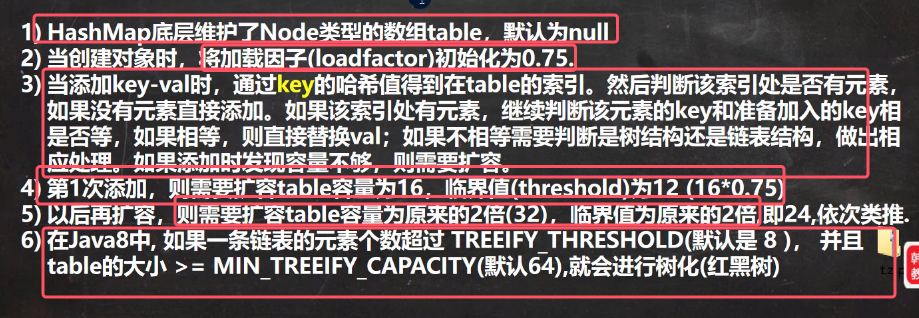 1) HashMap底层维护了Node类型的数组table，默认为null
2) 当创建对象时，将加载因子(loadfactor)初始化为0.75.
3) 当添加key-val时，通过key的哈希值得到在table的索引。然后判断该索引处是否有元素，
如果没有元素直接添加。如果该索引处有元素，继续判断该元素的key和准备加入的key相
是否等，如果相等，则直接替换val；如果不相等需要判断是树结构还是链表结构，做出相
应处理。如果添加时发现容量不够，则需要扩容。
4) 第1次添加，则需要扩容table容量为16，临界值(threshold)为12 (16*0.75)
5) 以后再扩容，则需要扩容table容量为原来的2倍(32)，临界值为原来的2倍,即24,依次类推.
6) 在Java8中, 如果一条链表的元素个数超过 TREEIFY_THRESHOLD(默认是 8 )，并且
table的大小 >= MIN_TREEIFY_CAPACITY(默认64),就会进行树化(红黑树)
韩
教